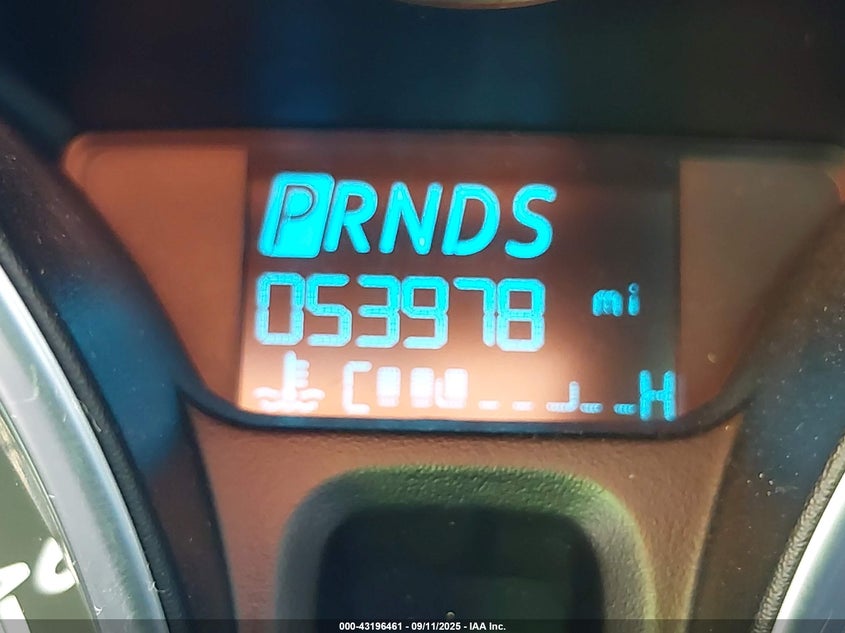 PRNDS
053978 mi
C H
000-43196461 - 09/11/2025 - IAA Inc.